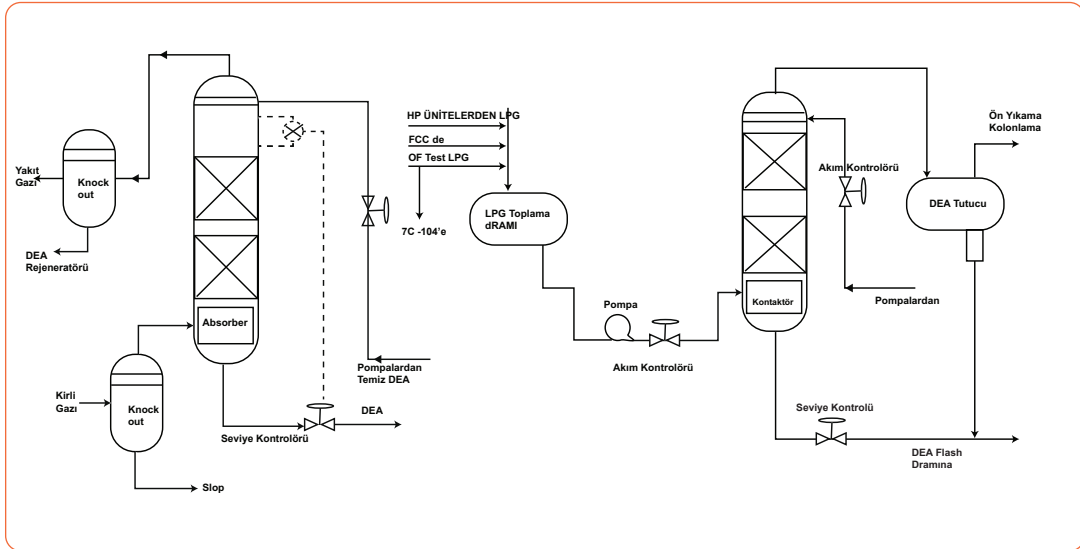 Yakıt
Gazı
Knock
out
DEA
Rejeneratörü
Absorber
Kirli
Gazı
Knock
out
Slop
Seviye Kontrolörü
DEA
Pompalardan
Temiz DEA
HP ÜNİTELERDEN LPG
FCC de
OF Test LPG
7C -104'e
LPG Toplama
dRAMI
Pompa
Akım Kontrolörü
Kontaktör
Akım Kontrolörü
Pompalardan
Ön Yıkama
Kolonlama
DEA Tutucu
Seviye Kontrolü
DEA Flash
Dramına